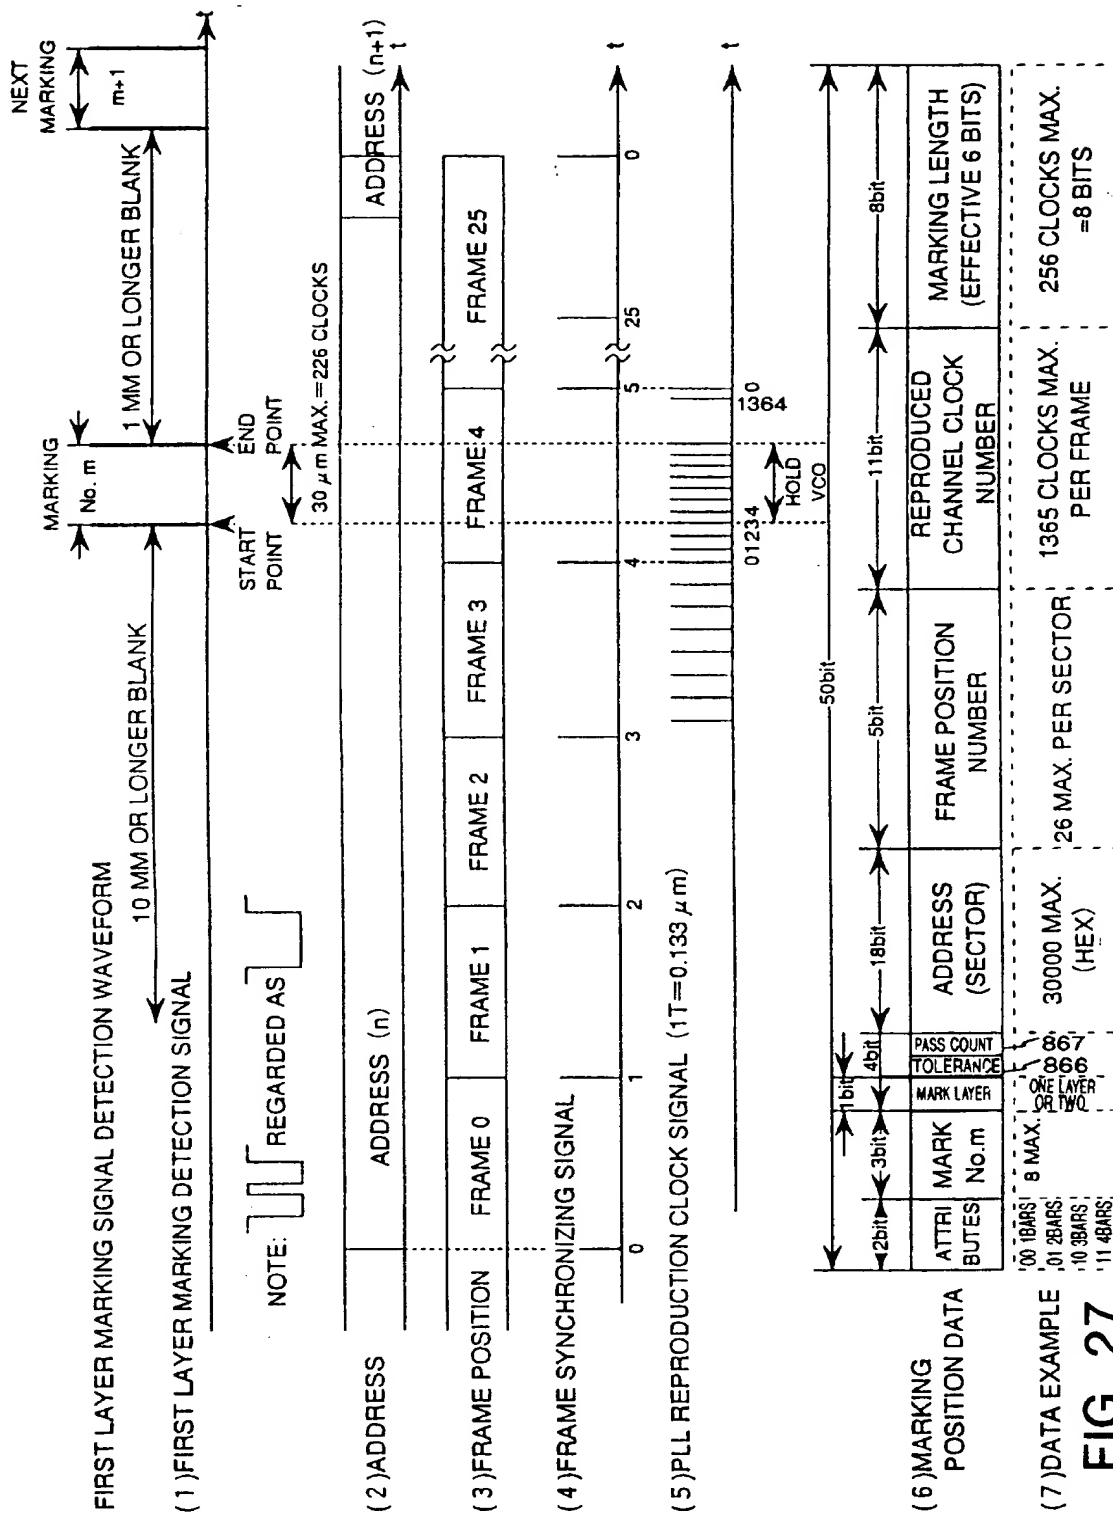 FIRST LAYER MARKING SIGNAL DETECTION WAVEFORM
(1)FIRST LAYER MARKING DETECTION SIGNAL
10 MM OR LONGER BLANK
MARKING
No. m
1 MM OR LONGER BLANK
NEXT
MARKING
m+1
t
START
POINT
END
POINT
NOTE:
REGARDED AS
30 μm MAX.=226 CLOCKS
(2)ADDRESS
ADDRESS (n)
ADDRESS (n+1)
t
(3)FRAME POSITION
FRAME 0
FRAME 1
FRAME 2
FRAME 3
FRAME 4
FRAME 25
(4)FRAME SYNCHRONIZING SIGNAL
t
0
1
2
3
4
5
25
0
(5)PLL REPRODUCTION CLOCK SIGNAL (1T=0.133 μm)
t
01234
1364
0
HOLD
VCO
50bit
2bit
3bit
1bit
4bit
18bit
5bit
11bit
8bit
(6)MARKING
POSITION DATA
ATTRI
BUTES
MARK
No.m
MARK LAYER
TOLERANCE
PASS COUNT
ADDRESS
(SECTOR)
FRAME POSITION
NUMBER
REPRODUCED
CHANNEL CLOCK
NUMBER
MARKING LENGTH
(EFFECTIVE 6 BITS)
(7)DATA EXAMPLE
00 1BARS
01 2BARS
10 3BARS
11 4BARS
8 MAX.
ONE LAYER
OR TWO
866
867
30000 MAX.
(HEX)
26 MAX. PER SECTOR
1365 CLOCKS MAX.
PER FRAME
256 CLOCKS MAX.
=8 BITS
FIG. 27